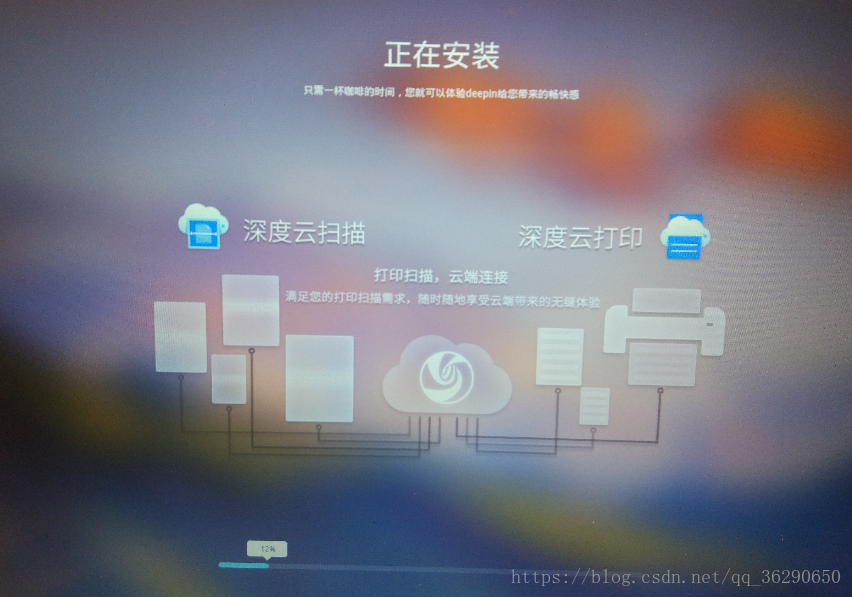 正在安装
只需一杯咖啡的时间，您就可以体验deepin给您带来的畅快感
深度云扫描
深度云打印
打印扫描，云端连接
满足您的打印扫描需求，随时随地享受云端带来的无缝体验
12%
https://blog.csdn.net/qq_36290650